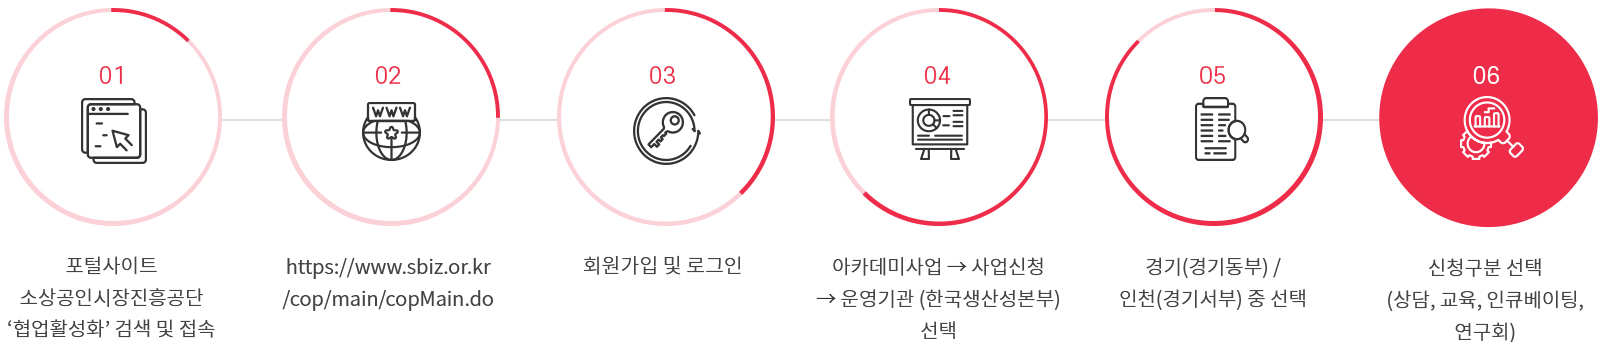 01
WWW
포털사이트
소상공인시장진흥공단
‘협업활성화’ 검색 및 접속
02
https://www.sbiz.or.kr
/cop/main/copMain.do
03
회원가입 및 로그인
04
아카데미사업 → 사업신청
→ 운영기관 (한국생산성본부)
선택
05
경기(경기동부) /
인천(경기서부) 중 선택
06
신청구분 선택
(상담, 교육, 인큐베이팅,
연구회)